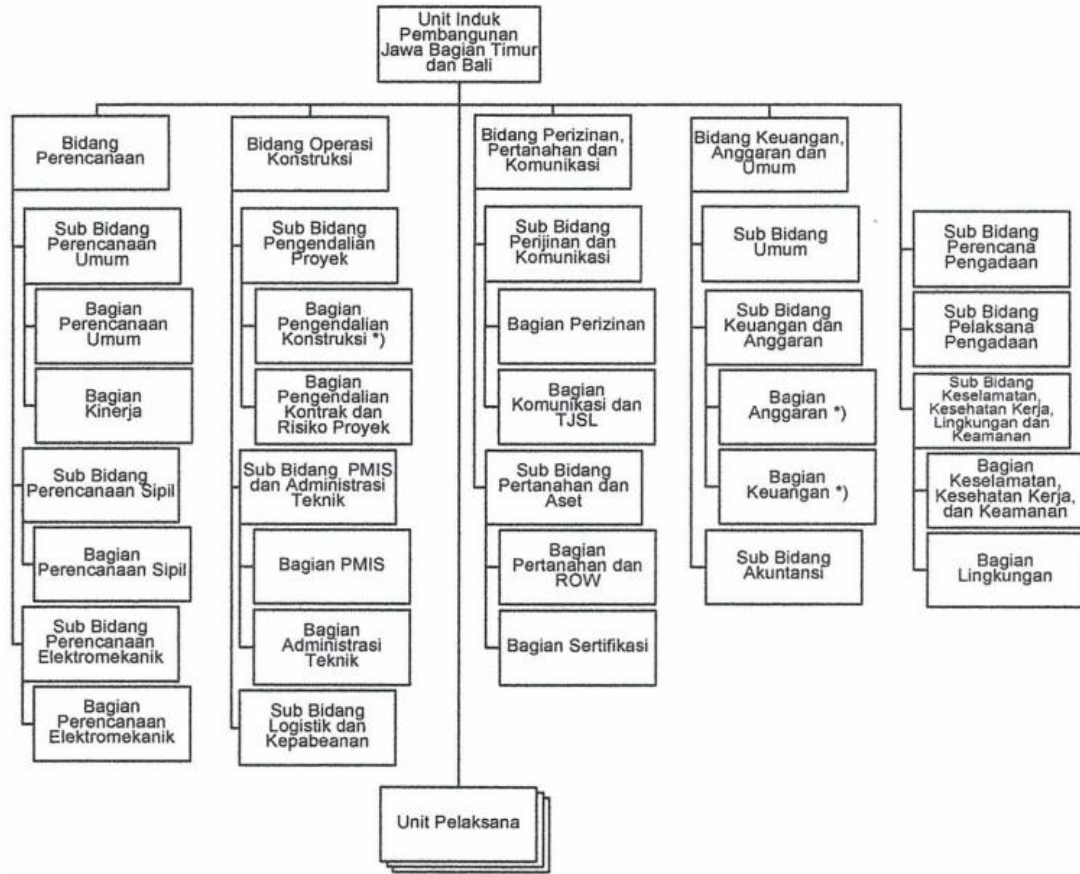 Unit Induk
Pembangunan
Jawa Bagian Timur
dan Bali
Bidang
Perencanaan
Sub Bidang
Perencanaan
Umum
Bagian
Perencanaan
Umum
Bagian
Kinerja
Sub Bidang
Perencanaan Sipil
Bagian
Perencanaan Sipil
Sub Bidang
Perencanaan
Elektromekanik
Bagian
Perencanaan
Elektromekanik
Bidang Operasi
Konstruksi
Sub Bidang
Pengendalian
Proyek
Bagian
Pengendalian
Konstruksi *)
Bagian
Pengendalian
Kontrak dan
Risiko Proyek
Sub Bidang PMIS
dan Administrasi
Teknik
Bagian PMIS
Bagian
Administrasi
Teknik
Sub Bidang
Logistik dan
Kepabeanan
Bidang Perizinan,
Pertanahan dan
Komunikasi
Sub Bidang
Perijinan dan
Komunikasi
Bagian Perizinan
Bagian
Komunikasi dan
TJSL
Sub Bidang
Pertanahan dan
Aset
Bagian
Pertanahan dan
ROW
Bagian Sertifikasi
Bidang Keuangan,
Anggaran dan
Umum
Sub Bidang
Umum
Sub Bidang
Keuangan dan
Anggaran
Bagian
Anggaran *)
Bagian
Keuangan *)
Sub Bidang
Akuntansi
Sub Bidang
Perencana
Pengadaan
Sub Bidang
Pelaksana
Pengadaan
Sub Bidang
Keselamatan,
Kesehatan Kerja,
Lingkungan dan
Keamanan
Bagian
Keselamatan,
Kesehatan Kerja,
dan Keamanan
Bagian
Lingkungan
Unit Pelaksana